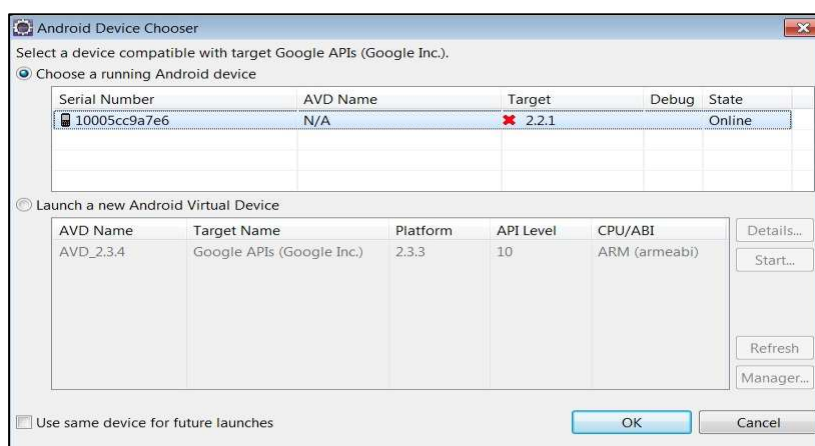 Android Device Chooser
Select a device compatible with target Google APIs (Google Inc.).
Choose a running Android device
Serial Number AVD Name Target Debug State
10005cc9a7e6 N/A 2.2.1 Online
Launch a new Android Virtual Device
AVD Name Target Name Platform API Level CPU/ABI Details...
AVD_2.3.4 Google APIs (Google Inc.) 2.3.3 10 ARM (armeabi) Start...
Refresh
Manager...
Use same device for future launches OK Cancel